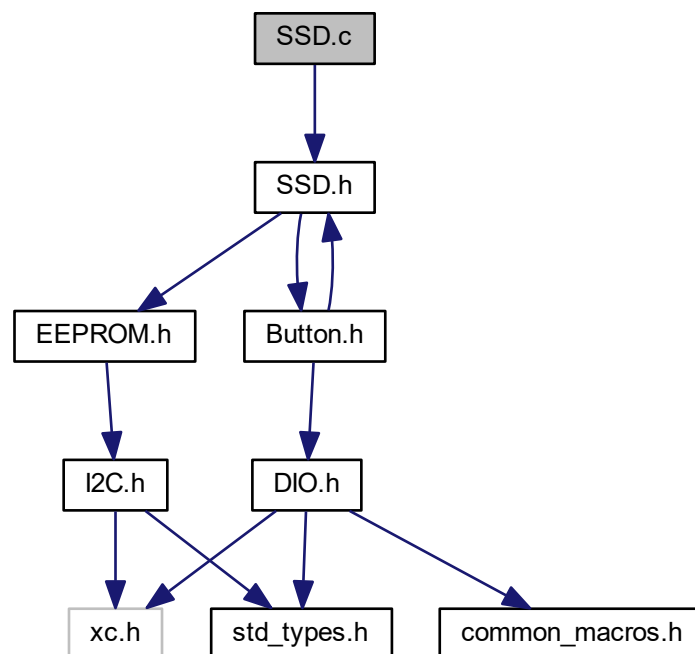 SSD.c
SSD.h
EEPROM.h
Button.h
I2C.h
DIO.h
xc.h
std_types.h
common_macros.h